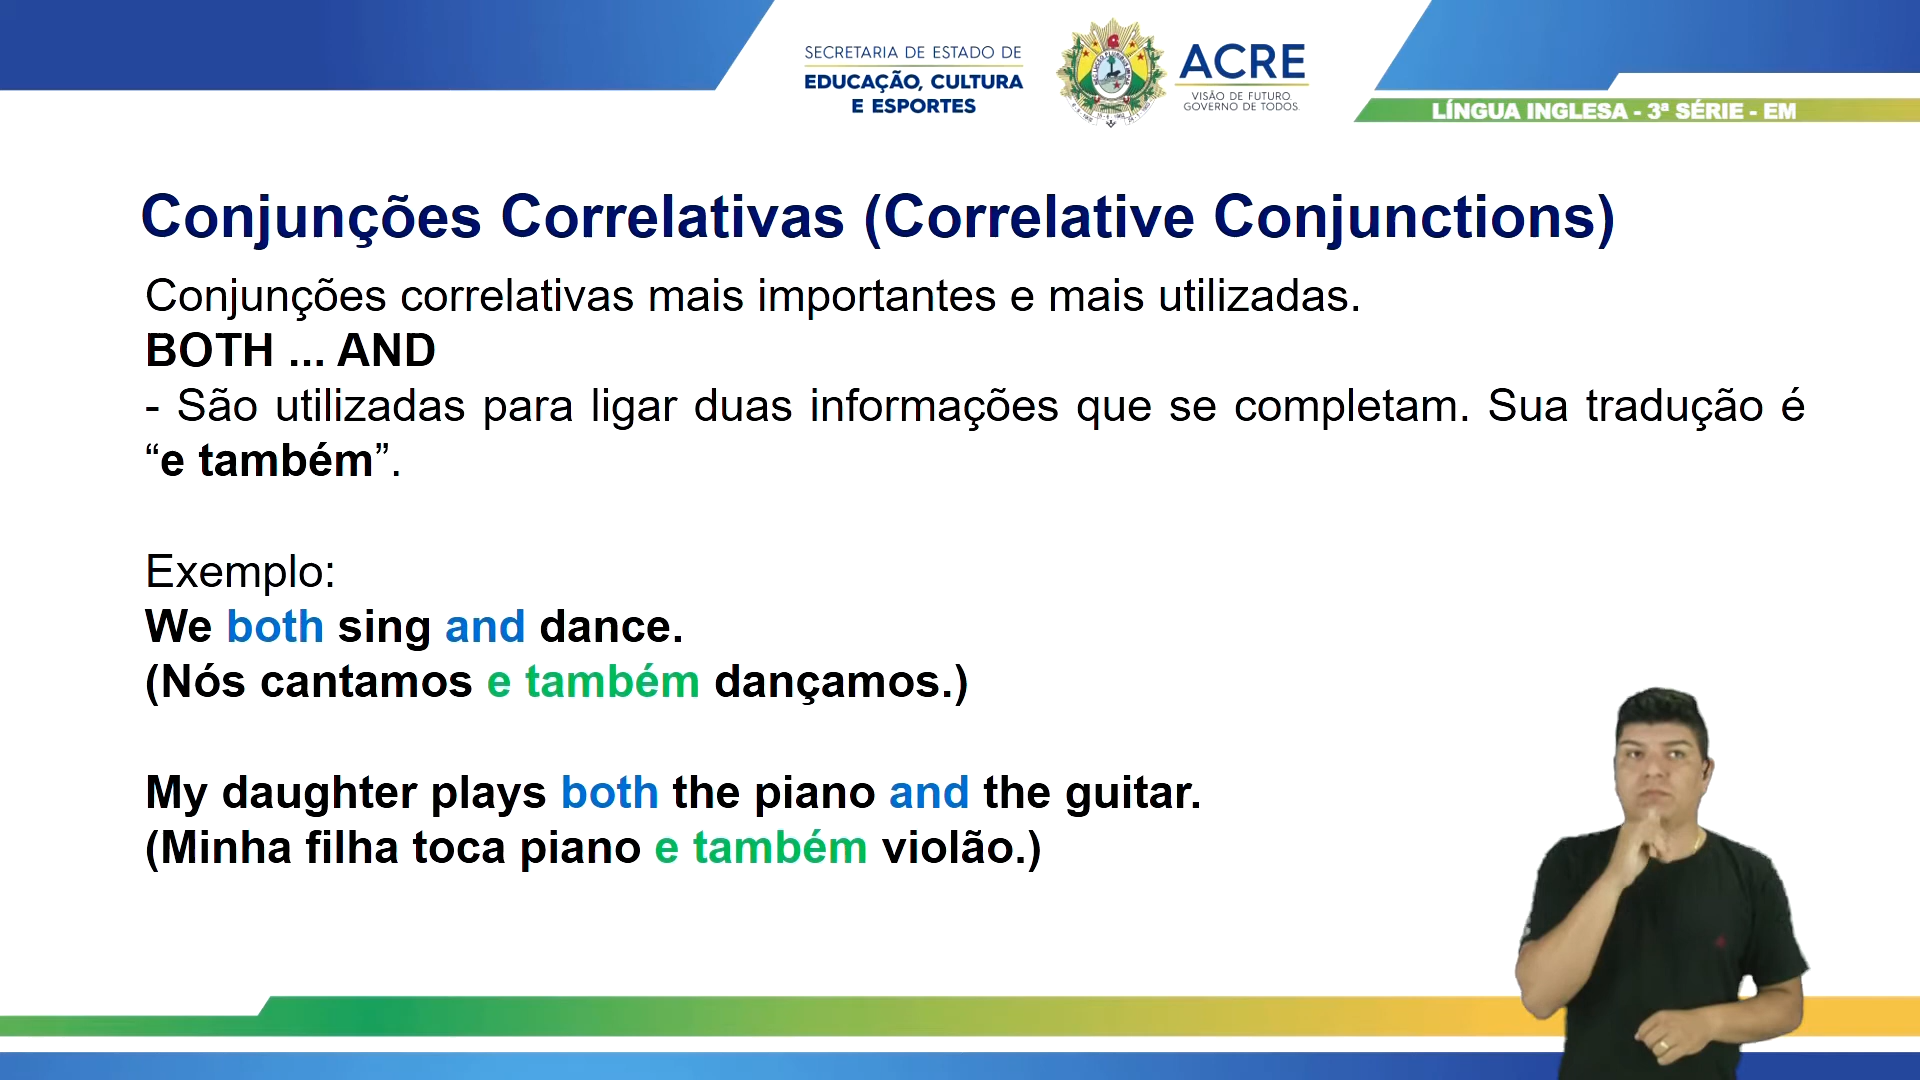 SECRETARIA DE ESTADO DE
EDUCAÇÃO, CULTURA
E ESPORTES
ACRE
VISÃO DE FUTURO.
GOVERNO DE TODOS.
LÍNGUA INGLESA - 3ª SÉRIE - EM
Conjunções Correlativas (Correlative Conjunctions)
Conjunções correlativas mais importantes e mais utilizadas.
BOTH ... AND
- São utilizadas para ligar duas informações que se completam. Sua tradução é
“e também”.
Exemplo:
We both sing and dance.
(Nós cantamos e também dançamos.)
My daughter plays both the piano and the guitar.
(Minha filha toca piano e também violão.)